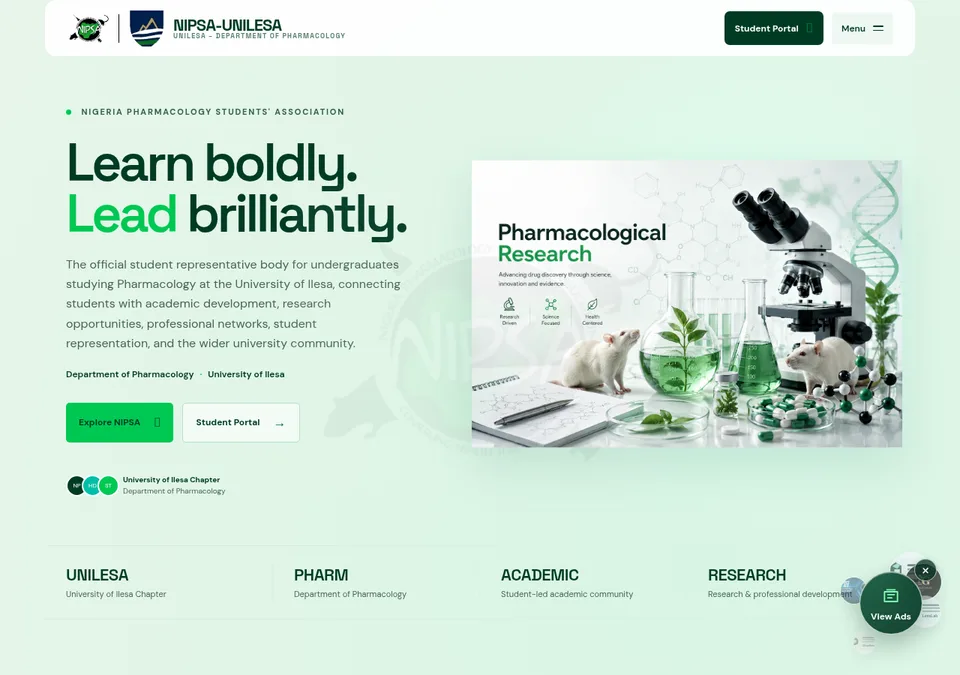 NIPSA
NIPSA-UNILESA
UNILESA - DEPARTMENT OF PHARMACOLOGY
Student Portal
Menu
NIGERIA PHARMACOLOGY STUDENTS' ASSOCIATION
Learn boldly.
Lead brilliantly.
The official student representative body for undergraduates
studying Pharmacology at the University of Ilesa, connecting
students with academic development, research
opportunities, professional networks, student
representation, and the wider university community.
Department of Pharmacology · University of Ilesa
Explore NIPSA
Student Portal →
NP
HD
ST
University of Ilesa Chapter
Department of Pharmacology
Pharmacological
Research
Advancing drug discovery through science,
innovation and evidence.
Research
Driven
Science
Focused
Health
Centered
UNILESA
University of Ilesa Chapter
PHARM
Department of Pharmacology
ACADEMIC
Student-led academic community
RESEARCH
Research & professional development
View Ads